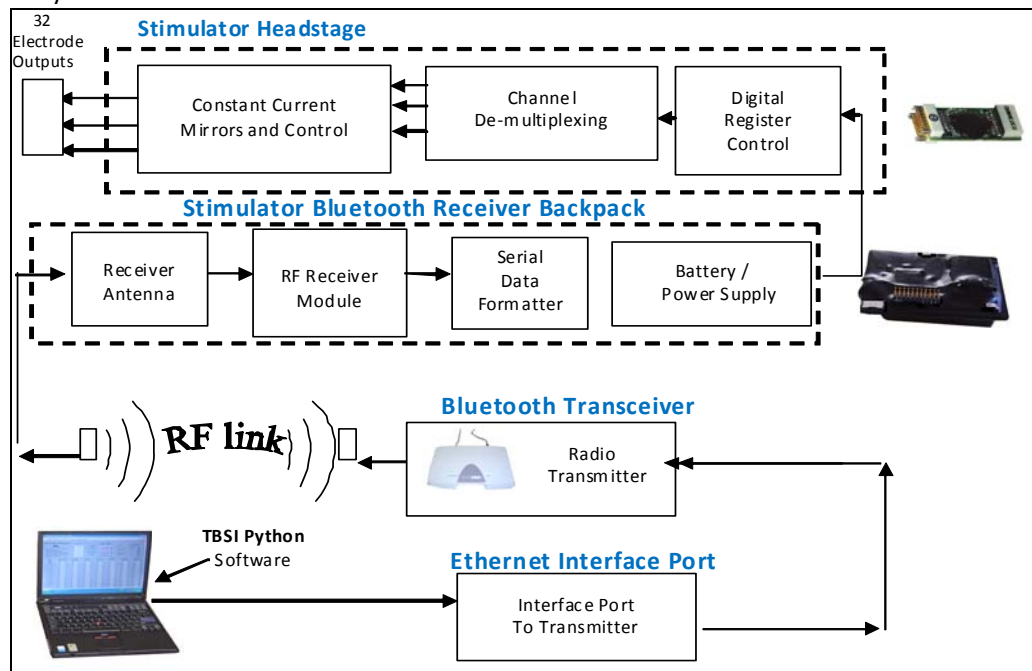 32
Electrode
Outputs
Stimulator Headstage
Constant Current
Mirrors and Control
Channel
De-multiplexing
Digital
Register
Control
Stimulator Bluetooth Receiver Backpack
Receiver
Antenna
RF Receiver
Module
Serial
Data
Formatter
Battery /
Power Supply
RF link
Bluetooth Transceiver
Radio
Transmitter
TBSI Python
Software
Ethernet Interface Port
Interface Port
To Transmitter